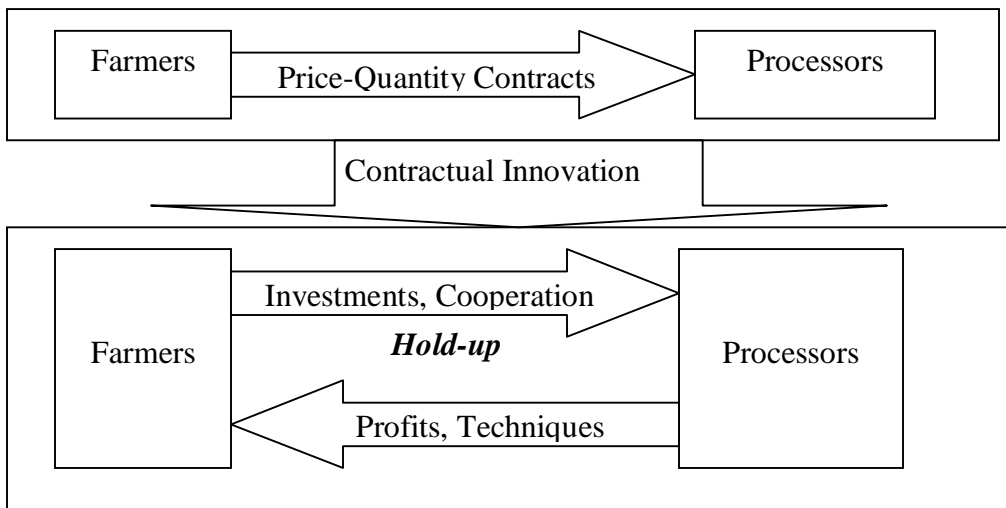 Farmers
Price-Quantity Contracts
Processors
Contractual Innovation
Investments, Cooperation
Hold-up
Farmers
Processors
Profits, Techniques